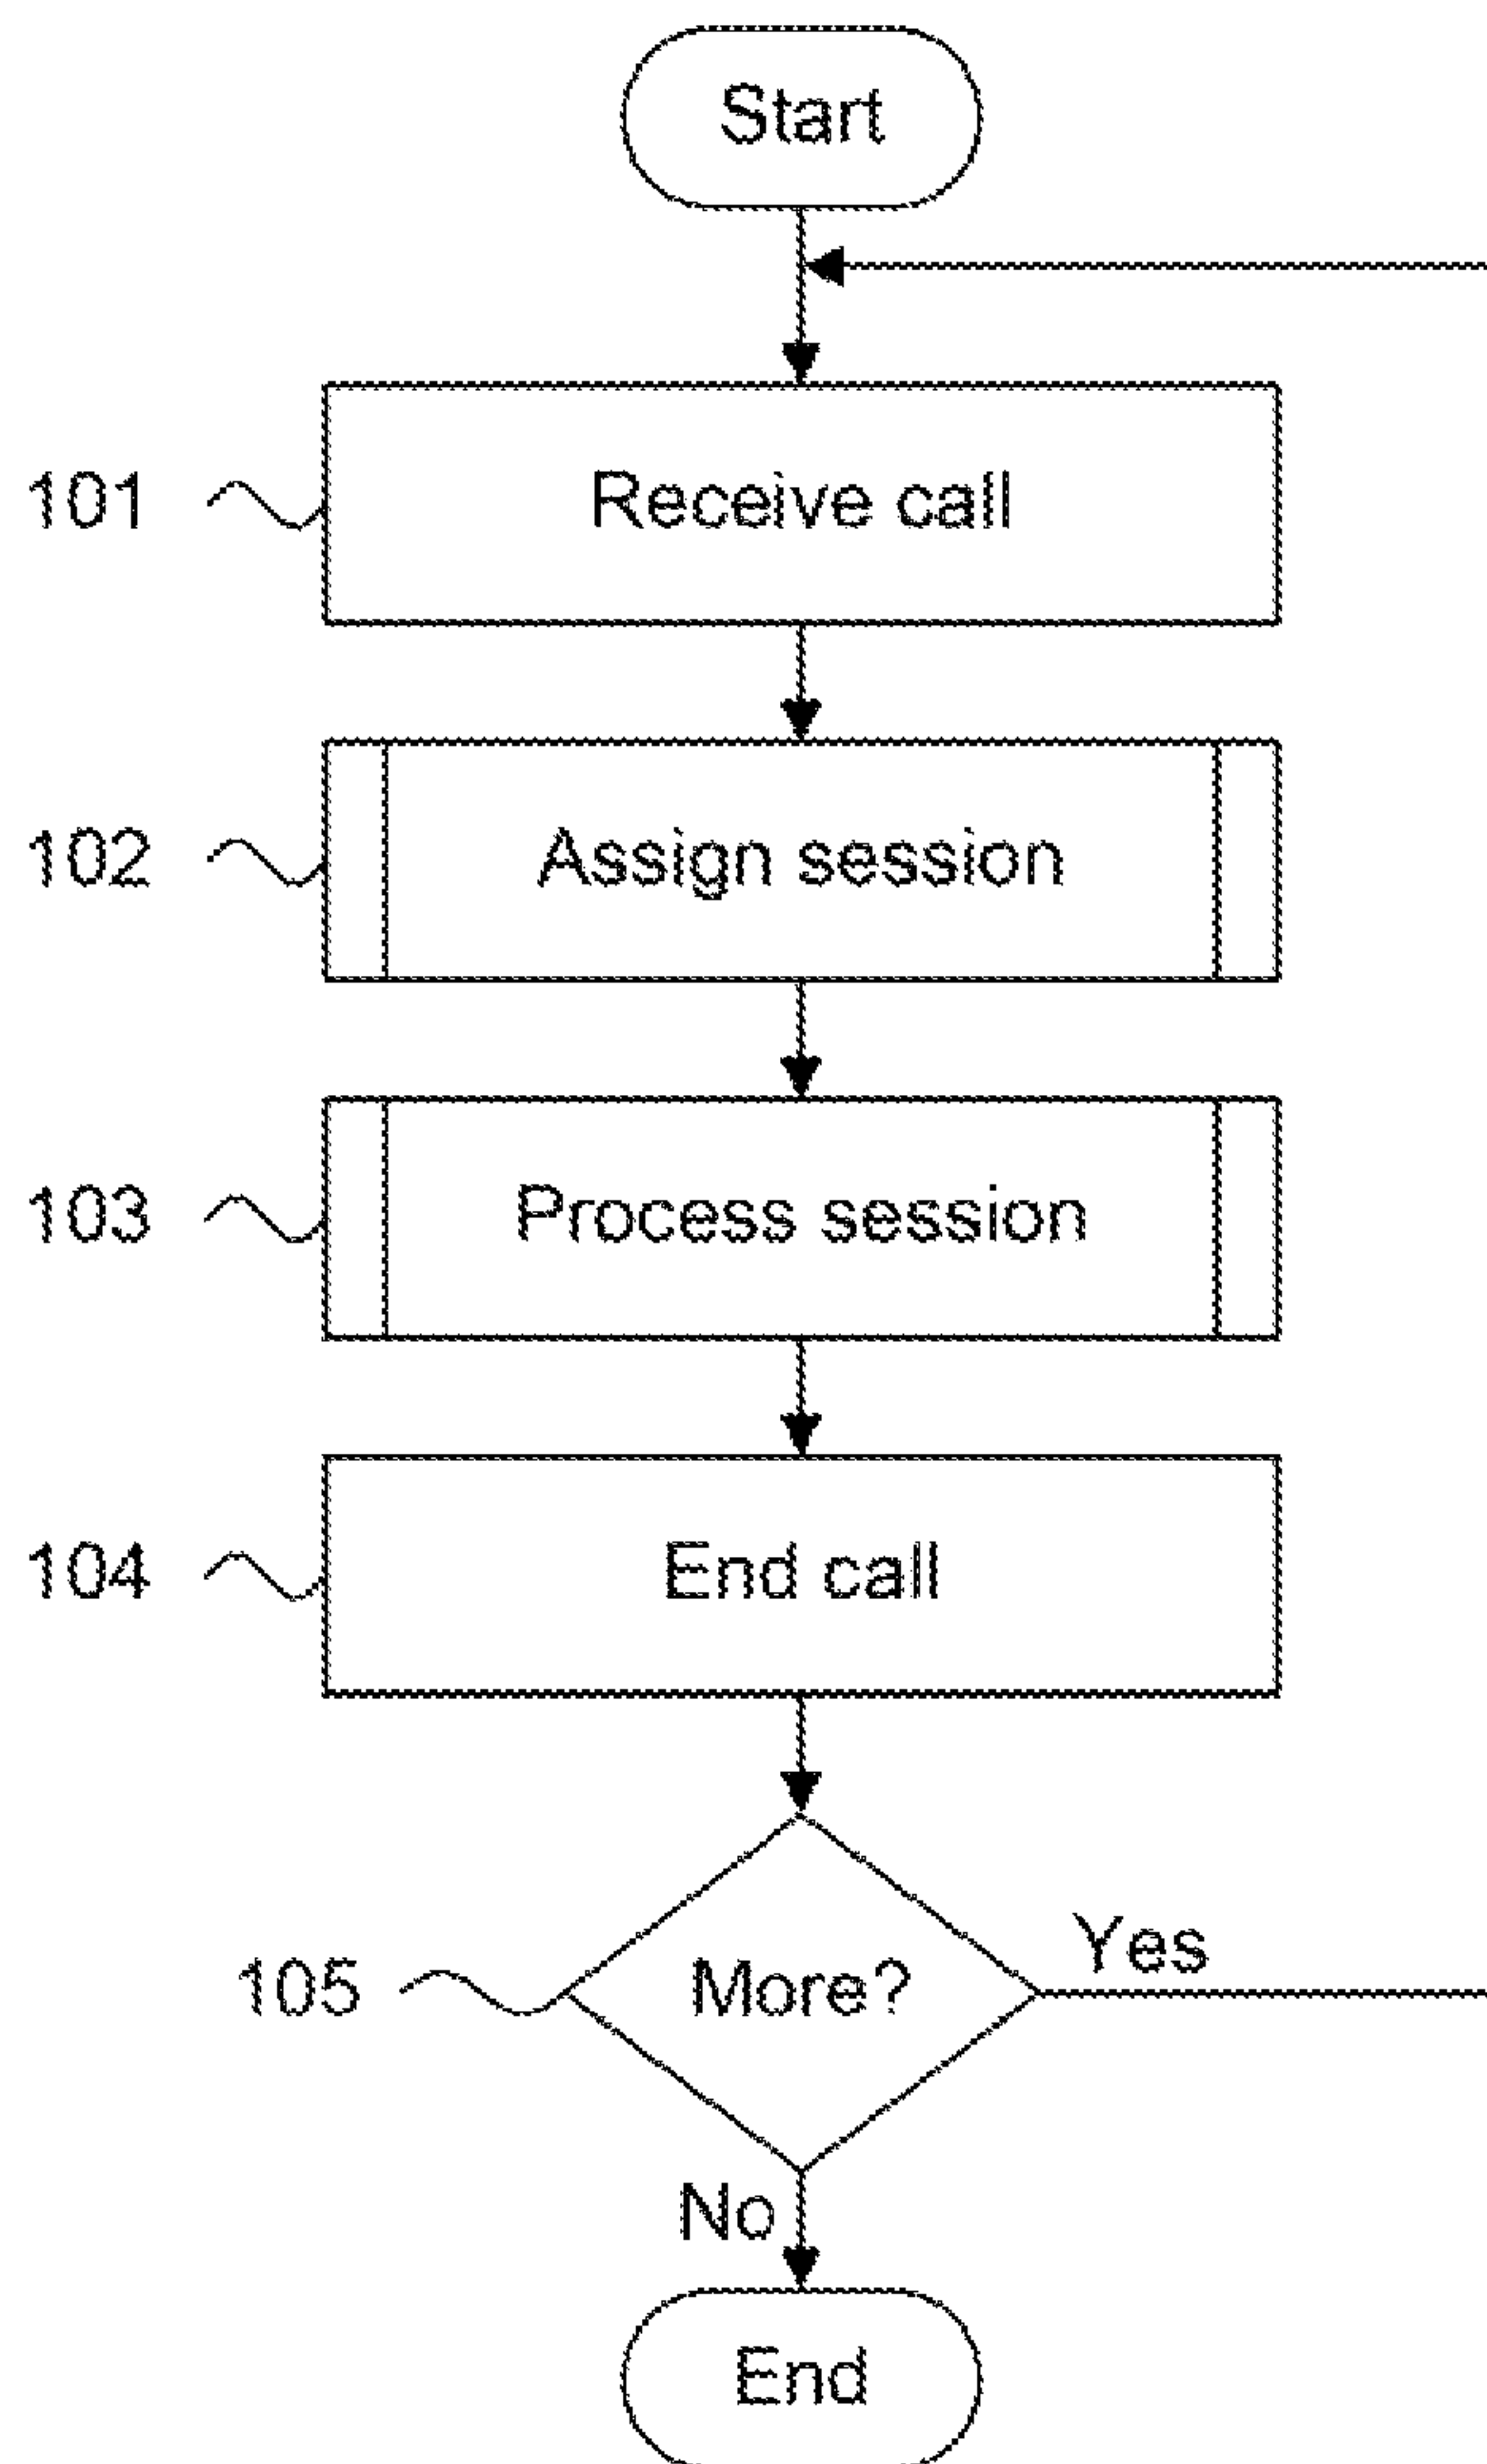 Start
101 Receive call
102 Assign session
103 Process session
104 End call
105 More? Yes
No
End